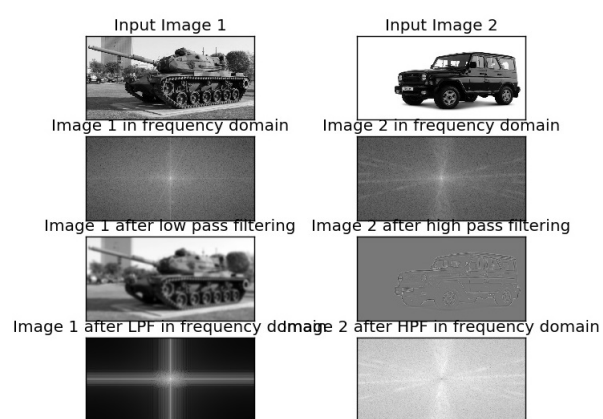 Input Image 1
Input Image 2
Image 1 in frequency domain
Image 2 in frequency domain
Image 1 after low pass filtering
Image 2 after high pass filtering
Image 1 after LPF in frequency domain
Image 2 after HPF in frequency domain